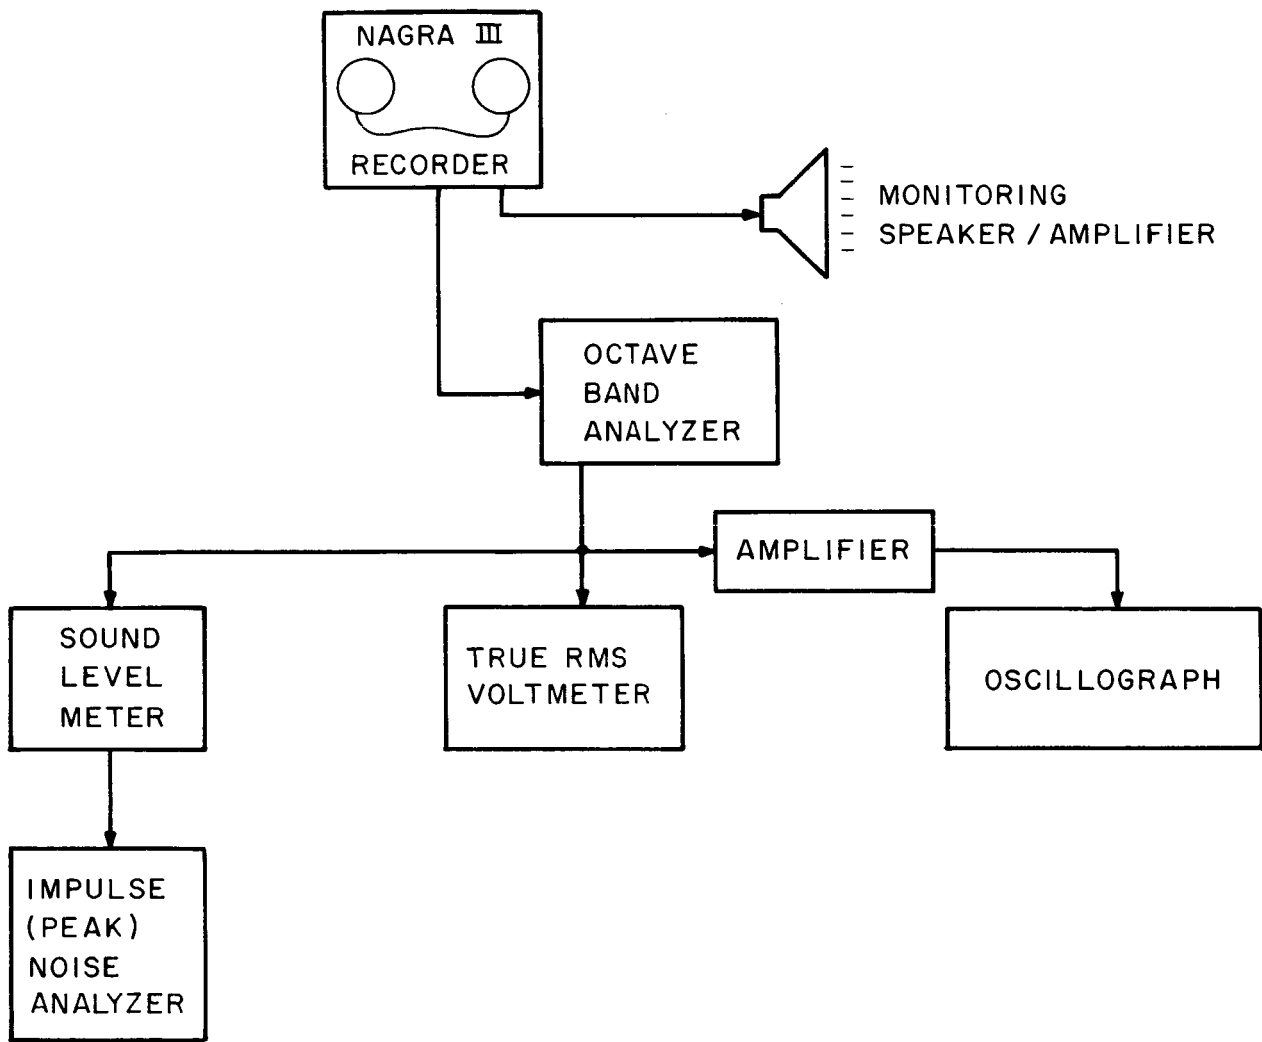 NAGRA III
RECORDER
MONITORING
SPEAKER / AMPLIFIER
OCTAVE
BAND
ANALYZER
AMPLIFIER
SOUND
LEVEL
METER
TRUE RMS
VOLTMETER
OSCILLOGRAPH
IMPULSE
(PEAK)
NOISE
ANALYZER